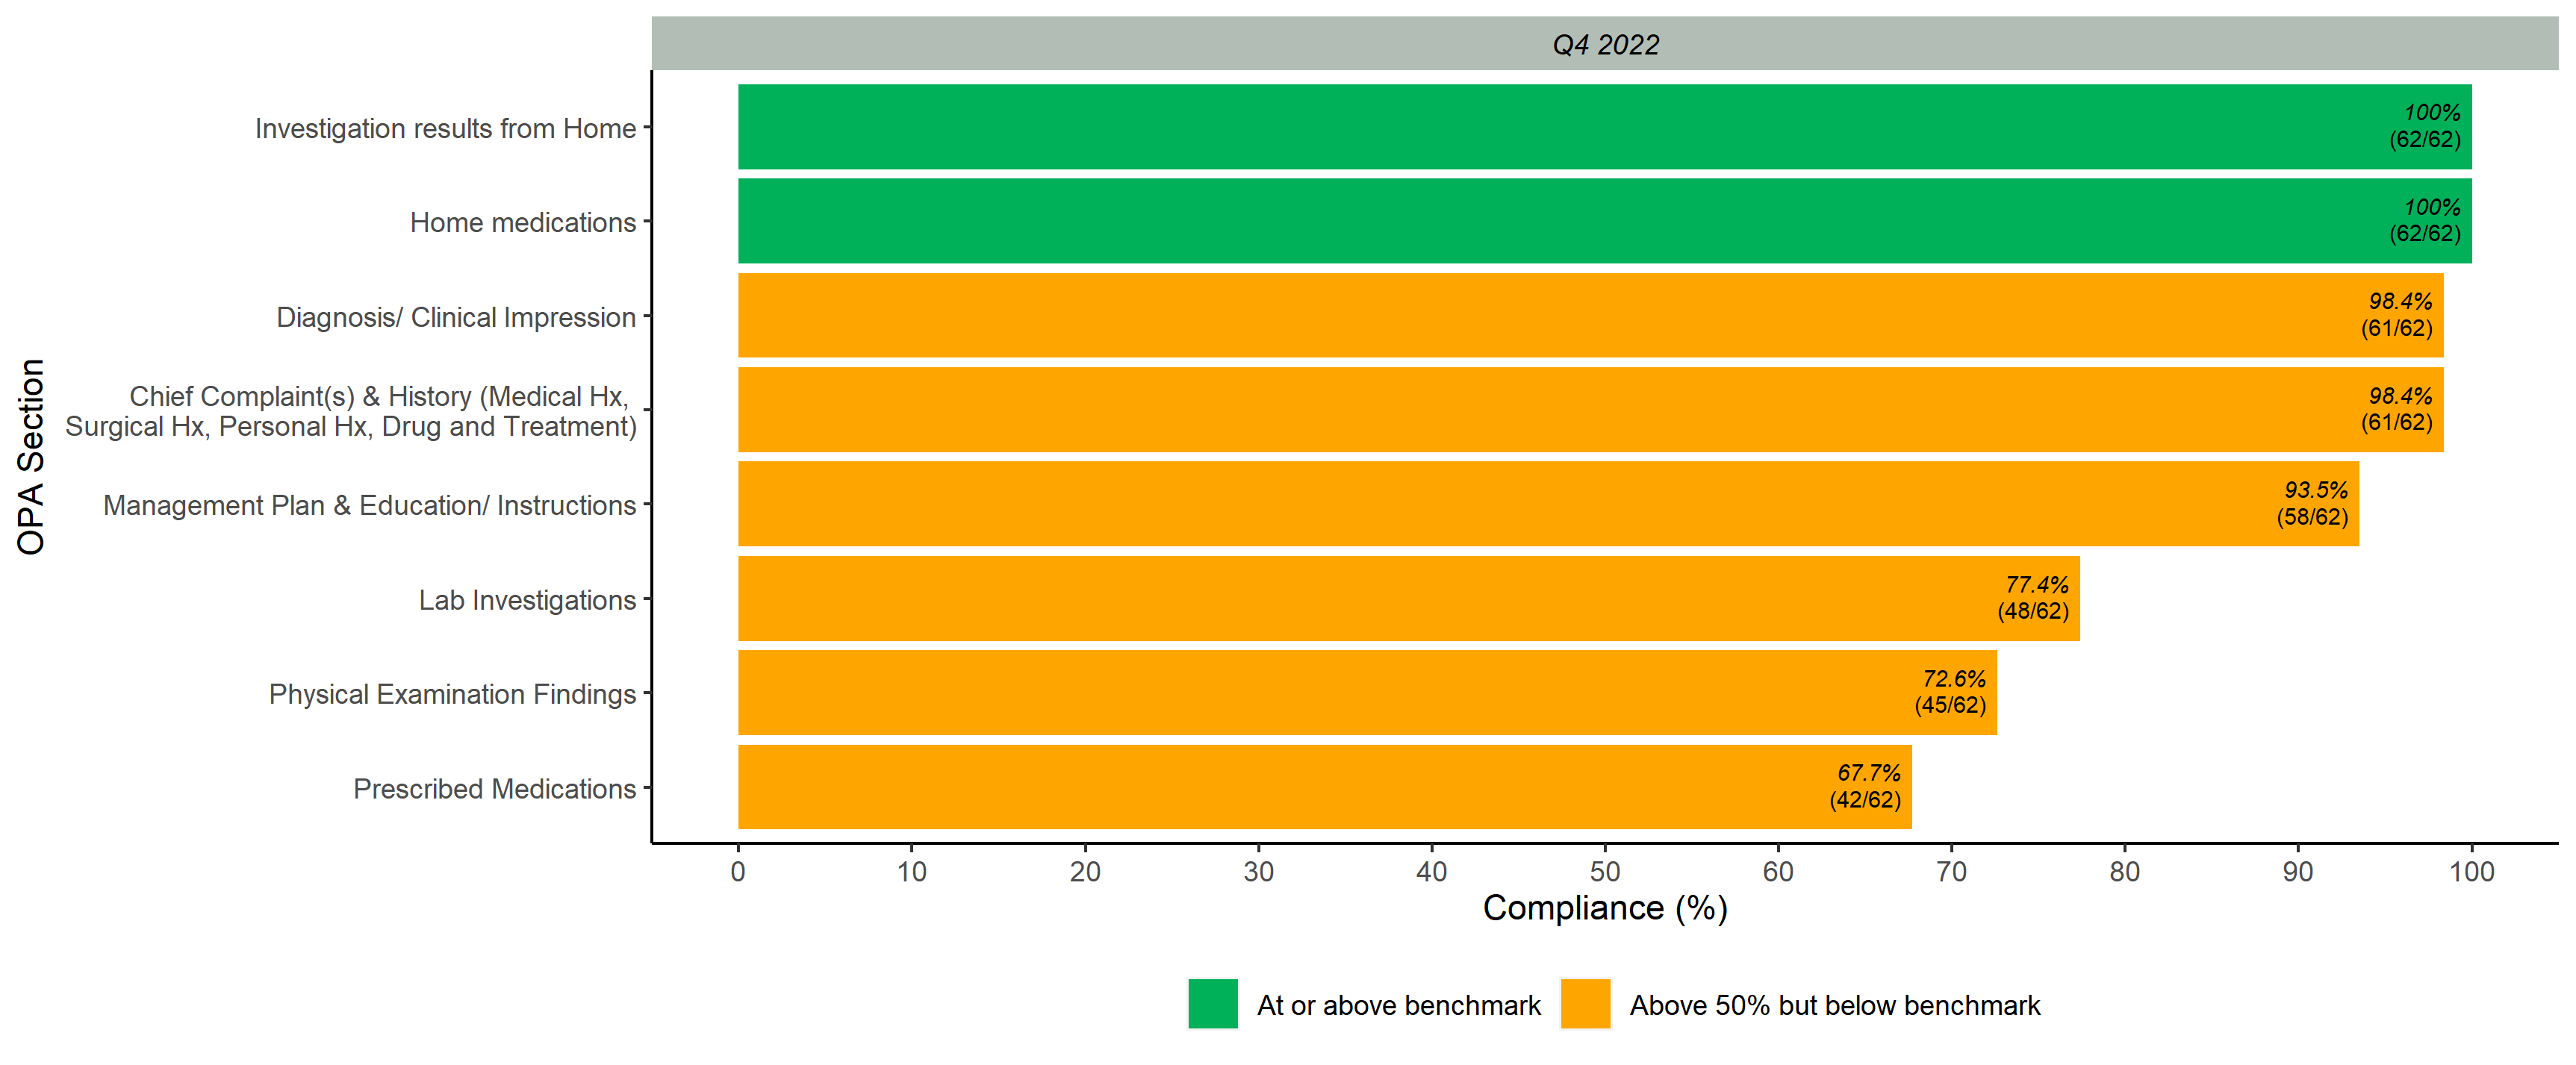 Q4 2022
OPA Section
Investigation results from Home
100%
(62/62)
Home medications
100%
(62/62)
Diagnosis/ Clinical Impression
98.4%
(61/62)
Chief Complaint(s) & History (Medical Hx,
Surgical Hx, Personal Hx, Drug and Treatment)
98.4%
(61/62)
Management Plan & Education/ Instructions
93.5%
(58/62)
Lab Investigations
77.4%
(48/62)
Physical Examination Findings
72.6%
(45/62)
Prescribed Medications
67.7%
(42/62)
0 10 20 30 40 50 60 70 80 90 100
Compliance (%)
At or above benchmark Above 50% but below benchmark